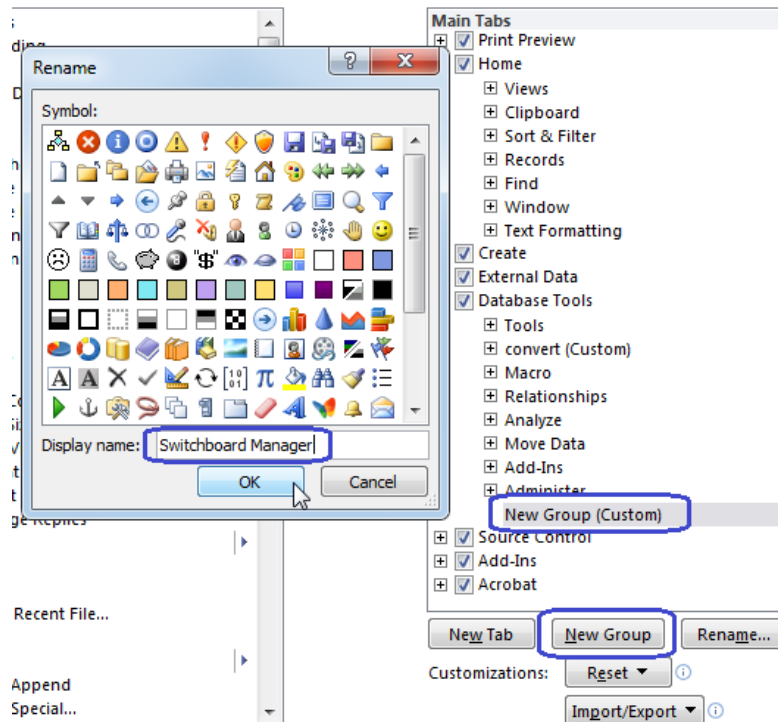 Main Tabs
Print Preview
Home
Views
Clipboard
Sort & Filter
Records
Find
Window
Text Formatting
Create
External Data
Database Tools
Tools
convert (Custom)
Macro
Relationships
Analyze
Move Data
Add-Ins
Administer
New Group (Custom)
Source Control
Add-Ins
Acrobat
New Tab
New Group
Rename...
Customizations:
Reset
Import/Export
Rename
Symbol:
Display name:
Switchboard Manager
OK
Cancel
ge Replies
Recent File...
Append
Special...